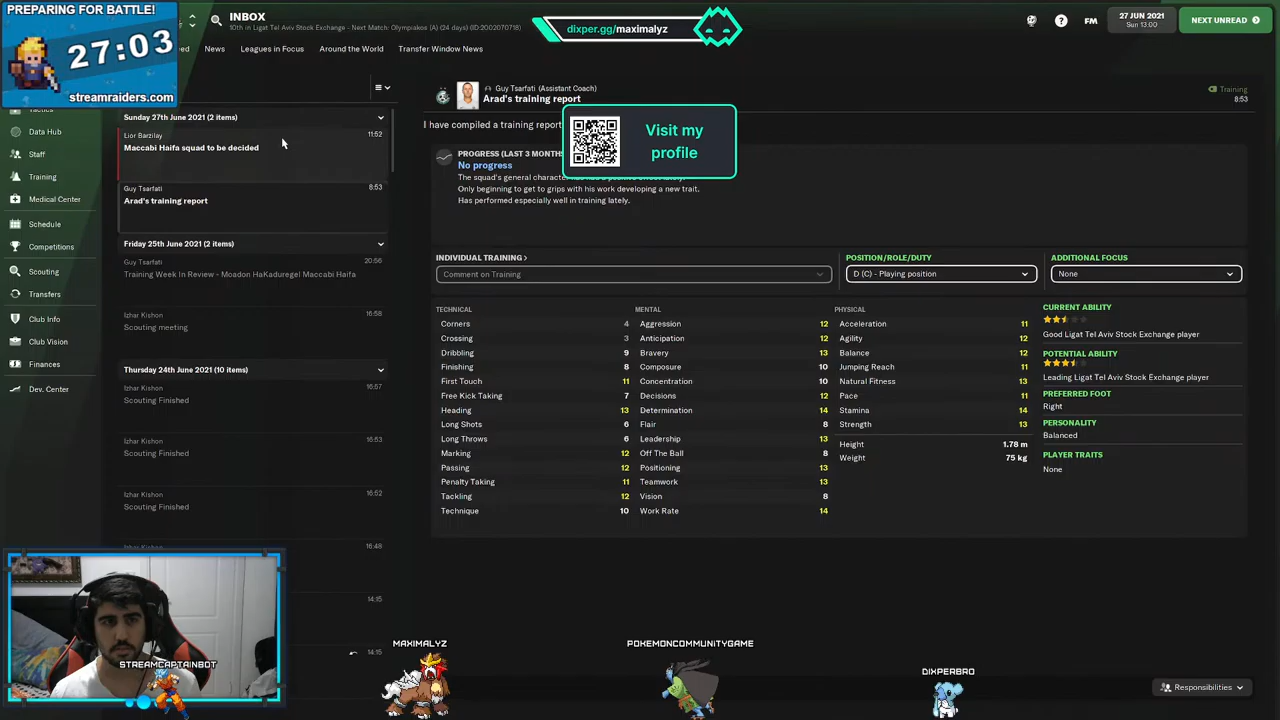 PREPARING FOR BATTLE!
27:03
streamraiders.com
INBOX
10th in Ligat Tel Aviv Stock Exchange - Next Match: Olympiakos (A) (24 days) (ID:2002070718)
dixper.gg/maximalyz
FM
27 JUN 2021
Sun 13:00
NEXT UNREAD
News
Leagues in Focus
Around the World
Transfer Window News
Data Hub
Staff
Training
Medical Center
Schedule
Competitions
Scouting
Transfers
Club Info
Club Vision
Finances
Dev. Center
Sunday 27th June 2021 (2 items)
Lior Barzilay
11:52
Maccabi Haifa squad to be decided
Guy Tsarfati
8:53
Arad's training report
Friday 25th June 2021 (2 items)
Guy Tsarfati
20:56
Training Week In Review - Moadon HaKaduregel Maccabi Haifa
Izhar Kishon
16:58
Scouting meeting
Thursday 24th June 2021 (10 items)
Izhar Kishon
16:57
Scouting Finished
Izhar Kishon
16:53
Scouting Finished
Izhar Kishon
16:52
Scouting Finished
16:48
14:15
14:15
Guy Tsarfati (Assistant Coach)
Arad's training report
Training
8:53
I have compiled a training report
Visit my
profile
PROGRESS (LAST 3 MONTHS
No progress
The squad's general character
Only beginning to get to grips with his work developing a new trait.
Has performed especially well in training lately.
INDIVIDUAL TRAINING >
Comment on Training
POSITION/ROLE/DUTY
D (C) - Playing position
ADDITIONAL FOCUS
None
TECHNICAL
Corners 4
Crossing 3
Dribbling 9
Finishing 8
First Touch 11
Free Kick Taking 7
Heading 13
Long Shots 6
Long Throws 6
Marking 12
Passing 12
Penalty Taking 11
Tackling 12
Technique 10
MENTAL
Aggression 12
Anticipation 12
Bravery 13
Composure 10
Concentration 10
Decisions 12
Determination 14
Flair 8
Leadership 13
Off The Ball 8
Positioning 13
Teamwork 13
Vision 8
Work Rate 14
PHYSICAL
Acceleration 11
Agility 12
Balance 12
Jumping Reach 11
Natural Fitness 13
Pace 11
Stamina 14
Strength 13
Height 1.78 m
Weight 75 kg
CURRENT ABILITY
Good Ligat Tel Aviv Stock Exchange player
POTENTIAL ABILITY
Leading Ligat Tel Aviv Stock Exchange player
PREFERRED FOOT
Right
PERSONALITY
Balanced
PLAYER TRAITS
None
STREAMCAPTAINBOT
MAXIMALYZ
POKEMONCOMMUNITYGAME
DIXPERBRO
Responsibilities